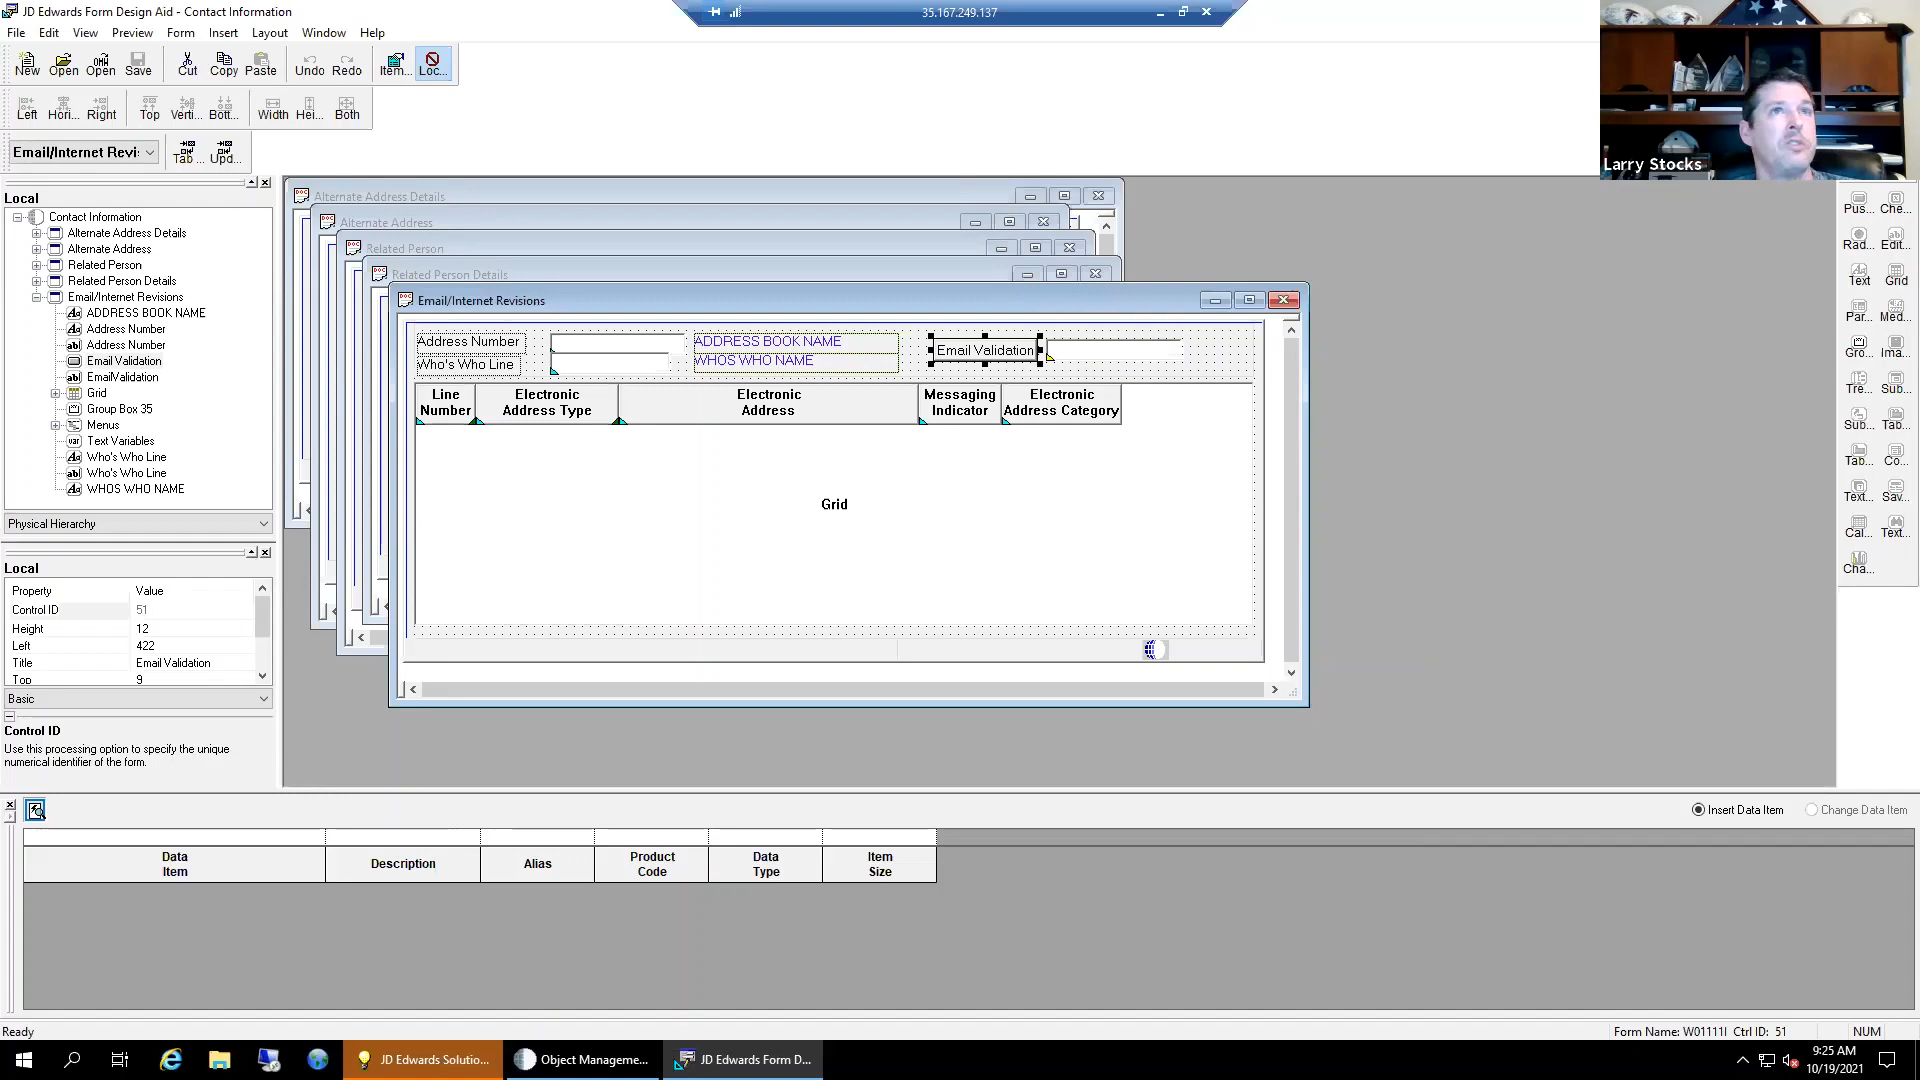 JD Edwards Form Design Aid - Contact Information
35.167.249.137
File Edit View Preview Form Insert Grid Layout Window Help
New Open Open Save Cut Copy Paste Undo Redo Item... Loc...
Left Hori... Right Top Verti... Bott... Width Hei... Both
Email/Internet Revi: Tab ... Upd...
Larry Stocks
Local
Contact Information
Alternate Address Details
Alternate Address
Related Person
Related Person Details
Email/Internet Revisions
ADDRESS BOOK NAME
Address Number
Address Number
Email Validation
EmailValidation
Grid
Group Box 35
Menus
Text Variables
Who's Who Line
Who's Who Line
WHOS WHO NAME
Physical Hierarchy
Local
Property Value
Control ID 51
Height 12
Left 422
Title Email Validation
Top 9
Basic
Control ID
Use this processing option to specify the unique
numerical identifier of the form.
Alternate Address Details
Alternate Address
Related Person
Related Person Details
Email/Internet Revisions
Address Number ADDRESS BOOK NAME Email Validation
Who's Who Line WHOS WHO NAME
Line Number
Electronic Address Type
Electronic Address
Messaging Indicator
Electronic Address Category
Grid
Pus... Che...
Rad... Edit...
Text Grid
Par... Med...
Gro... Ima...
Tre... Sub...
Sub... Tab...
Tab... Co...
Text... Sav...
Cal... Text...
Cha...
Insert Data Item Change Data Item
Data Item
Description
Alias
Product Code
Data Type
Item Size
Ready
Form Name: W01111I Ctrl ID: 51 NUM
JD Edwards Solutio... Object Manageme... JD Edwards Form D...
9:25 AM
10/19/2021